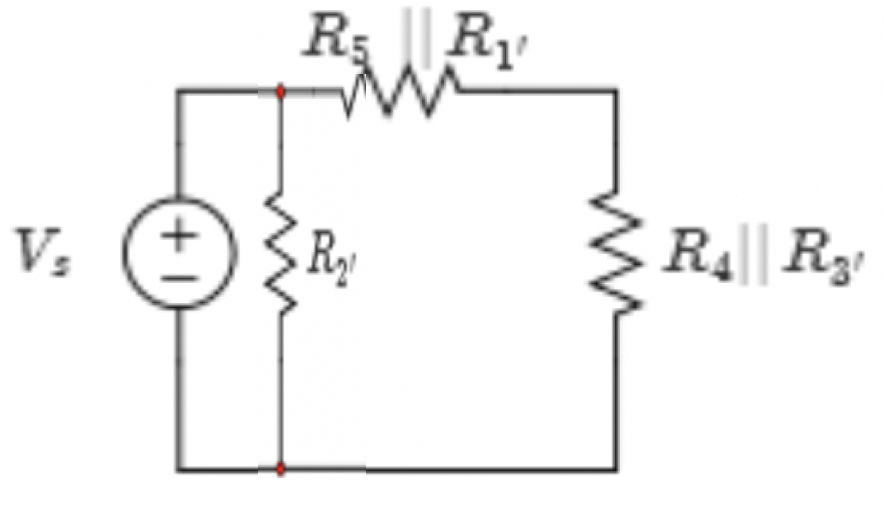 R₅ || R₁′
+
−
Vₛ
R₂′
R₄ || R₃′